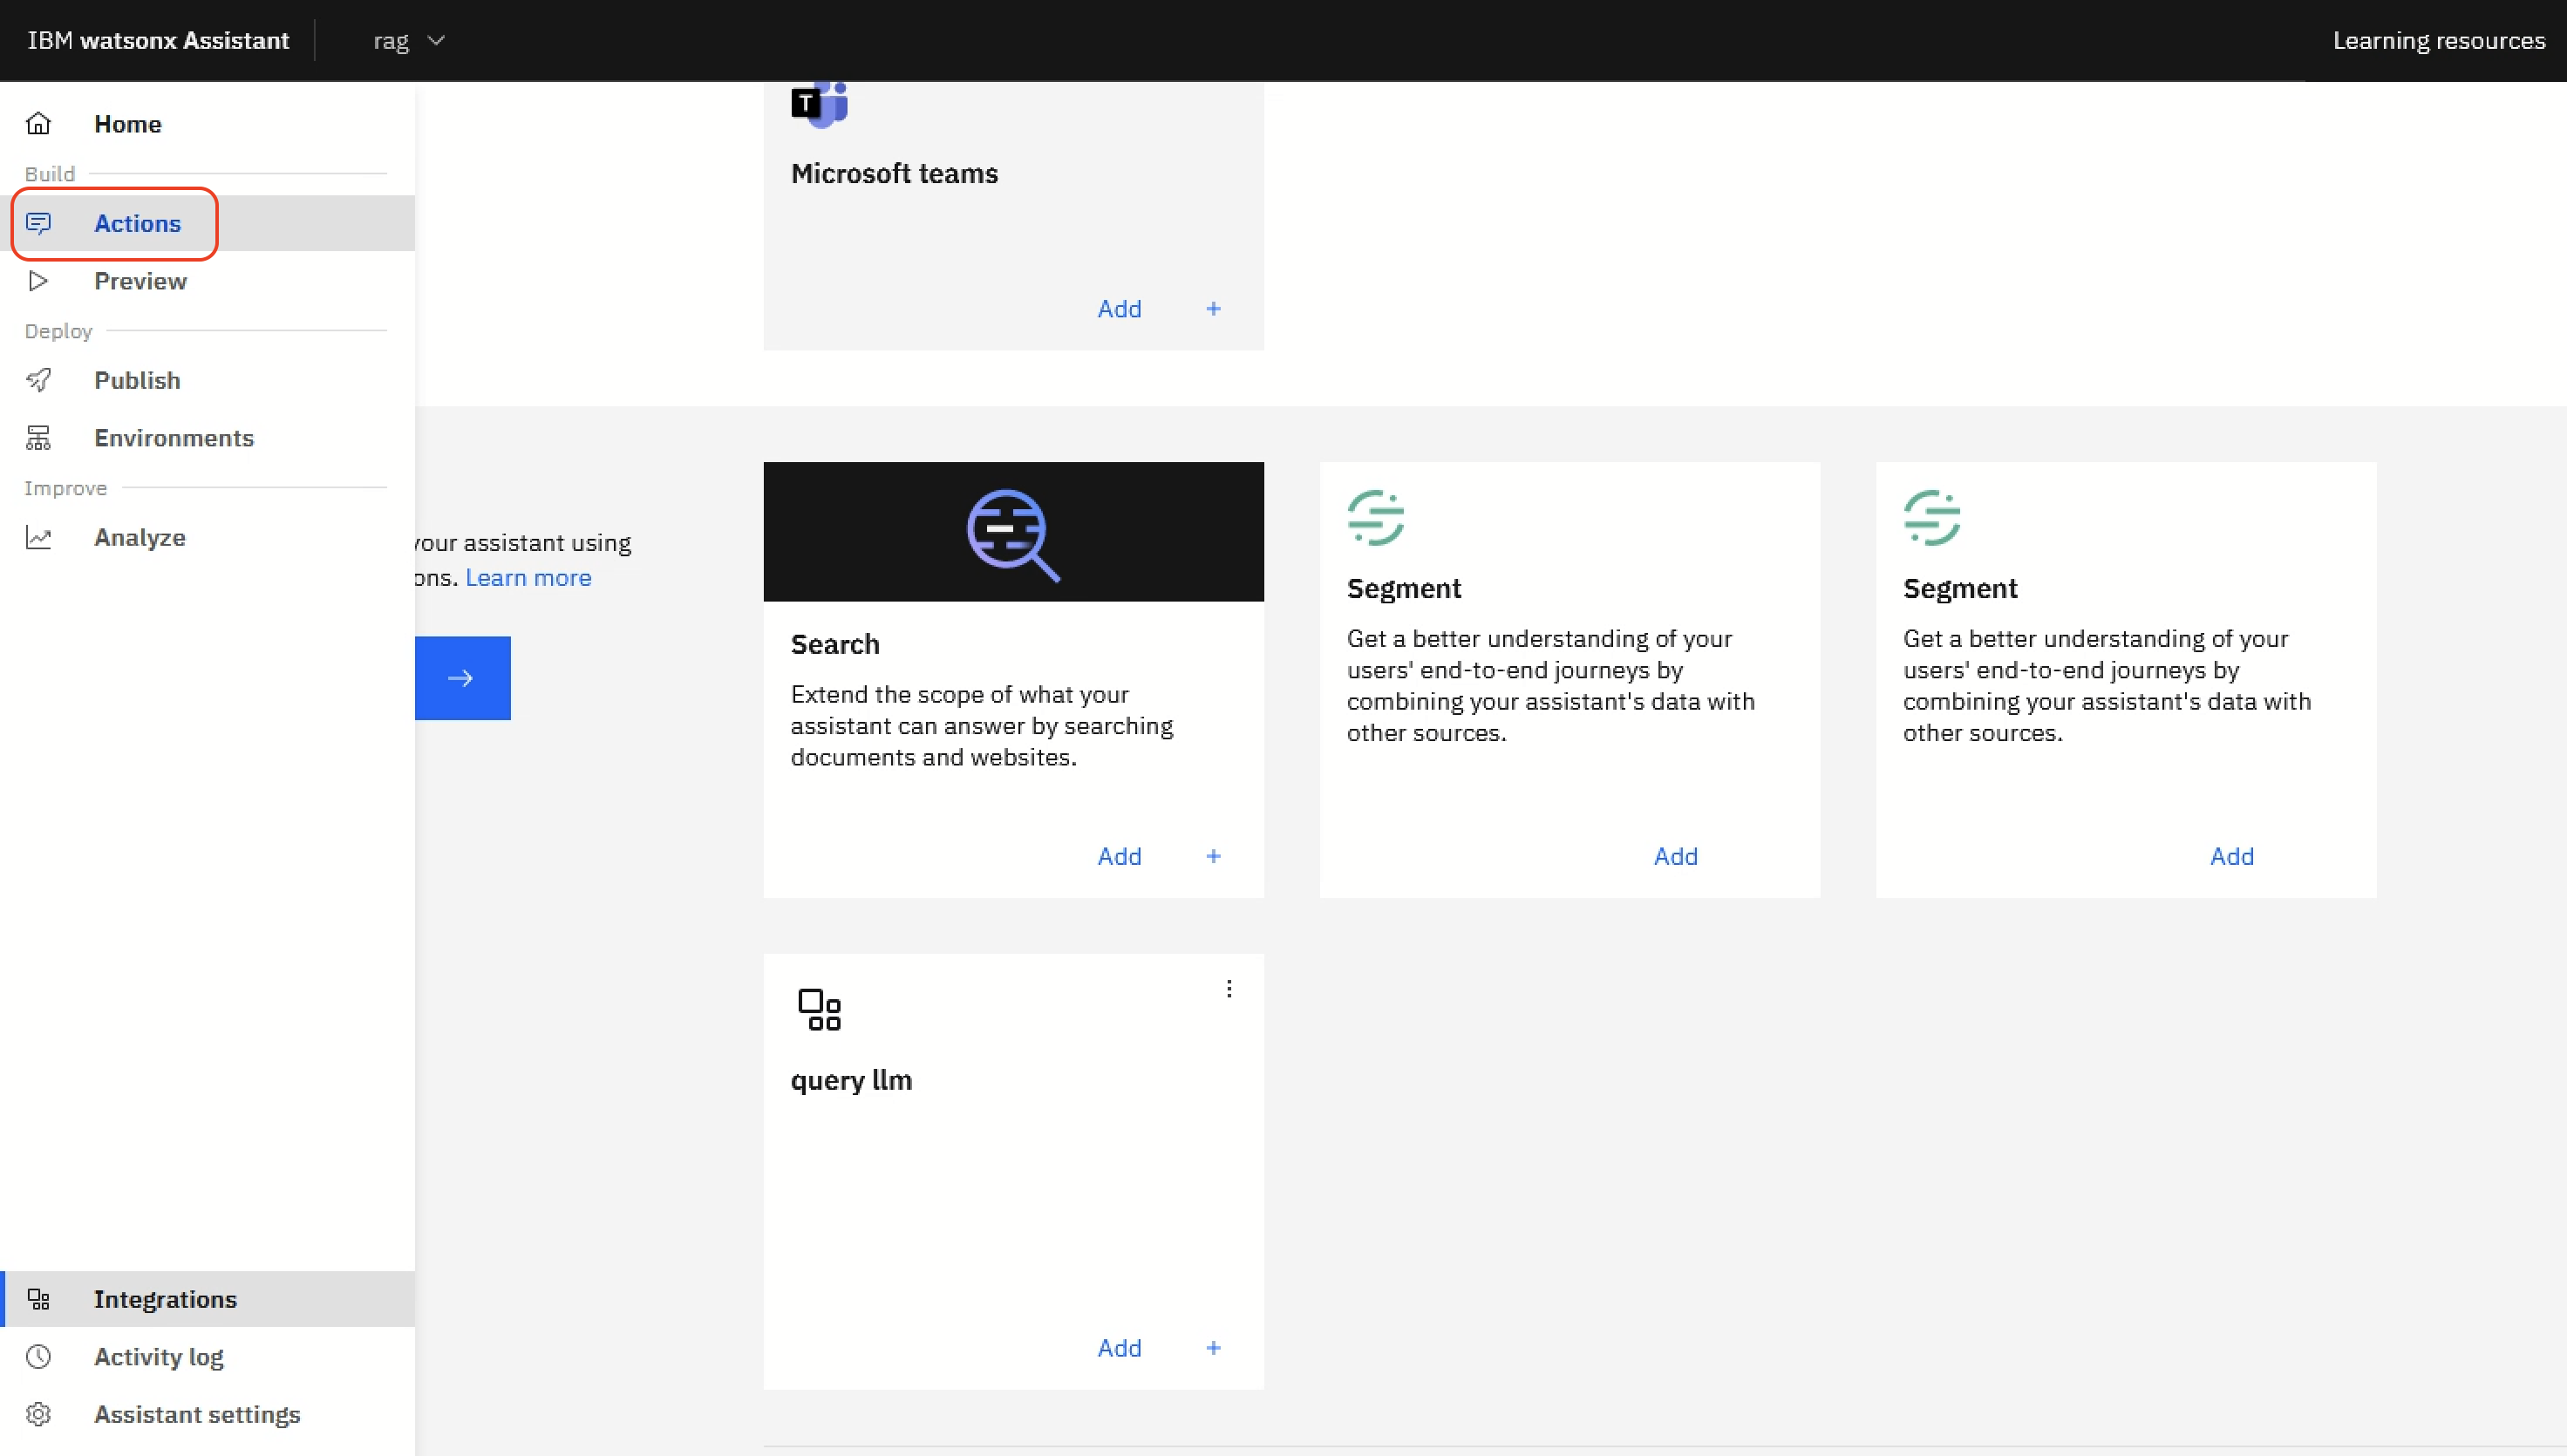 IBM watsonx Assistant
rag
Learning resources
Home
Build
Actions
Preview
Deploy
Publish
Environments
Improve
Analyze
Integrations
Activity log
Assistant settings
T
Microsoft teams
Add +
your assistant using
ons. Learn more
Search
Extend the scope of what your
assistant can answer by searching
documents and websites.
Add +
Segment
Get a better understanding of your
users' end-to-end journeys by
combining your assistant's data with
other sources.
Add
Segment
Get a better understanding of your
users' end-to-end journeys by
combining your assistant's data with
other sources.
Add
query llm
Add +